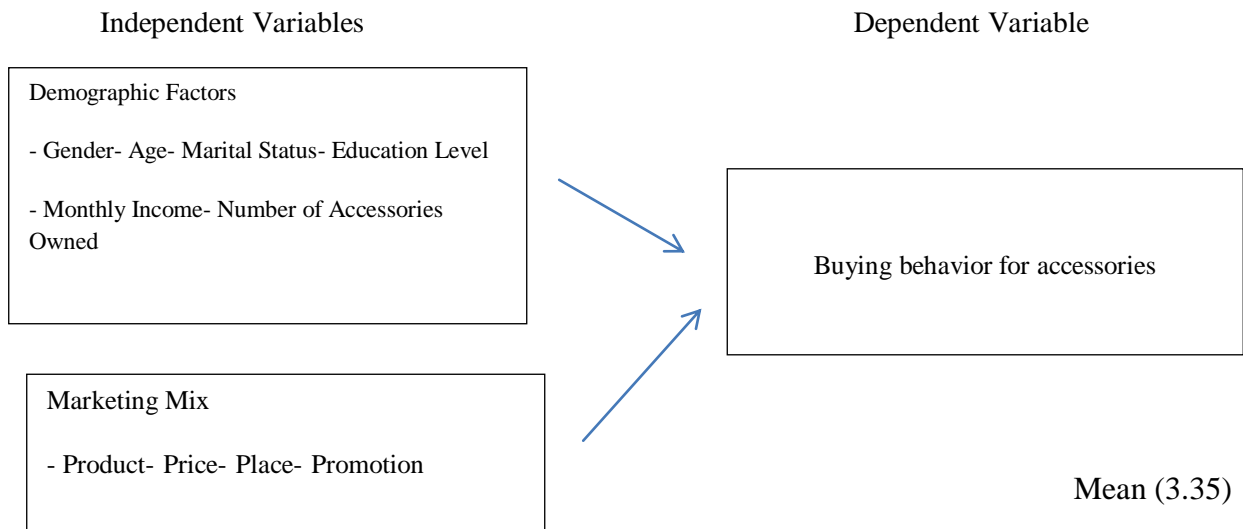 Independent Variables
Dependent Variable
Demographic Factors
- Gender- Age- Marital Status- Education Level
- Monthly Income- Number of Accessories
Owned
Buying behavior for accessories
Marketing Mix
- Product- Price- Place- Promotion
Mean (3.35)